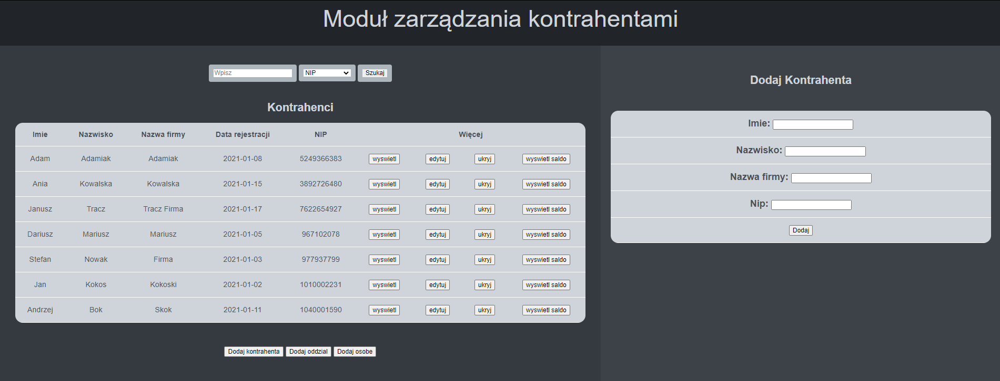 Moduł zarządzania kontrahentami
Wpisz NIP Szukaj
Kontrahenci
Imie Nazwisko Nazwa firmy Data rejestracji NIP Więcej
Adam Adamiak Adamiak 2021-01-08 5249366383 wyswietl edytuj ukryj wyswietl saldo
Ania Kowalska Kowalska 2021-01-15 3892726480 wyswietl edytuj ukryj wyswietl saldo
Janusz Tracz Tracz Firma 2021-01-17 7622654927 wyswietl edytuj ukryj wyswietl saldo
Dariusz Mariusz Mariusz 2021-01-05 967102078 wyswietl edytuj ukryj wyswietl saldo
Stefan Nowak Firma 2021-01-03 977937799 wyswietl edytuj ukryj wyswietl saldo
Jan Kokos Kokoski 2021-01-02 1010002231 wyswietl edytuj ukryj wyswietl saldo
Andrzej Bok Skok 2021-01-11 1040001590 wyswietl edytuj ukryj wyswietl saldo
Dodaj kontrahenta Dodaj oddzial Dodaj osobe
Dodaj Kontrahenta
Imie:
Nazwisko:
Nazwa firmy:
Nip:
Dodaj